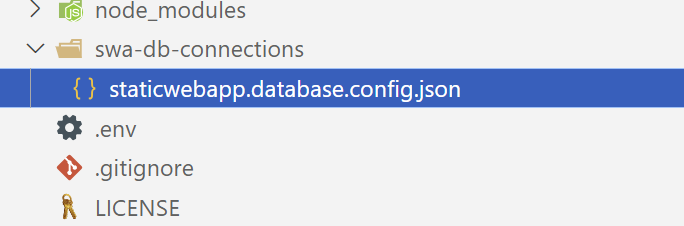 node_modules
swa-db-connections
{ } staticwebapp.database.config.json
.env
.gitignore
LICENSE